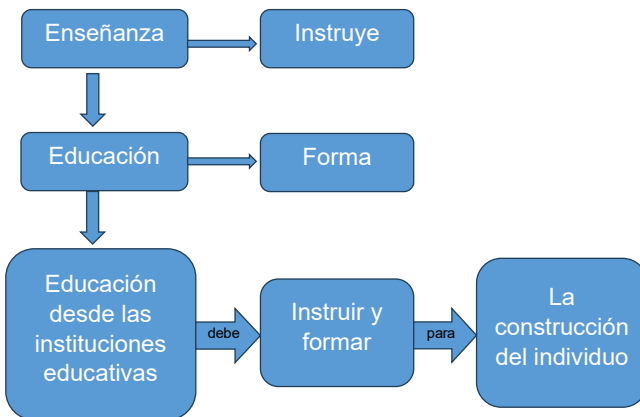 Enseñanza
Instruye
Educación
Forma
Educación
desde las
instituciones
educativas
debe
Instruir y
formar
para
La
construcción
del individuo